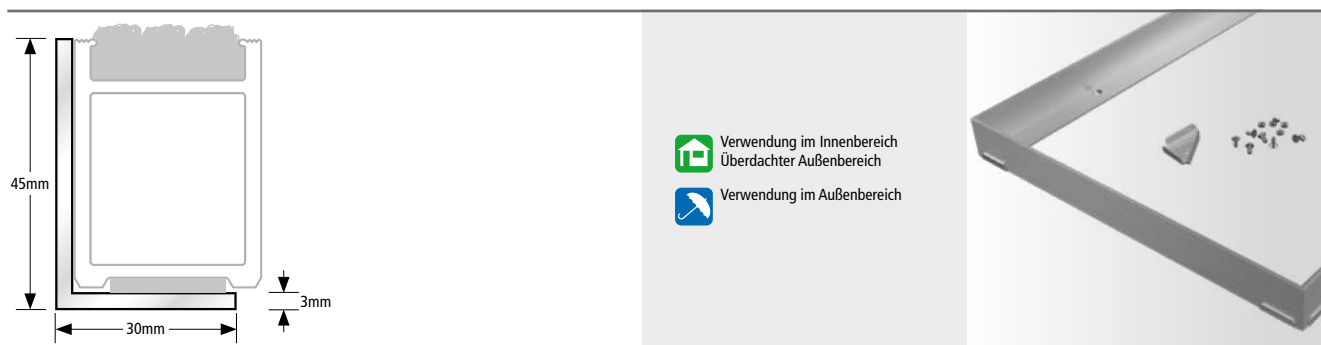 45mm
3mm
30mm
Verwendung im Innenbereich
Überdachter Außenbereich
Verwendung im Außenbereich